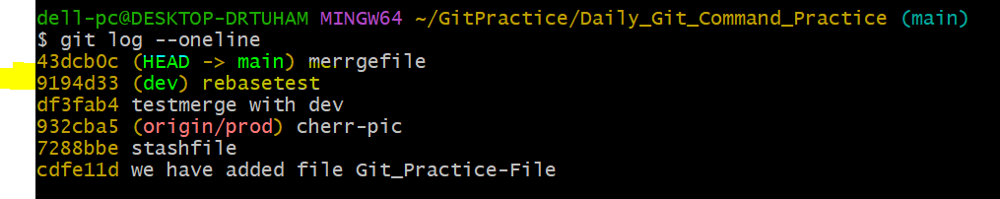 dell-pc@DESKTOP-DRTUHAM MINGW64 ~/GitPractice/Daily_Git_Command_Practice (main)
$ git log --oneline
43dcb0c (HEAD -> main) merrgefile
9194d33 (dev) rebasetest
df3fab4 testmerge with dev
932cba5 (origin/prod) cherr-pic
7288bbe stashfile
cdfe11d we have added file Git_Practice-File